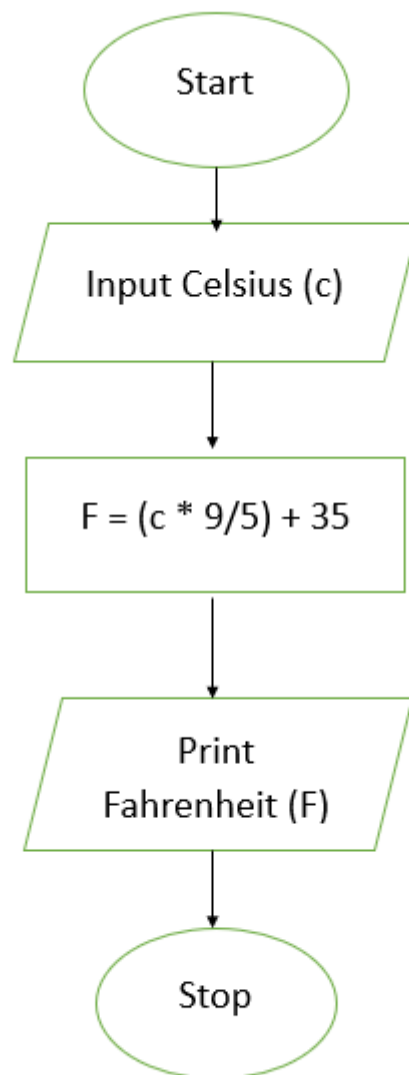 Start
Input Celsius (c)
F = (c * 9/5) + 35
Print
Fahrenheit (F)
Stop